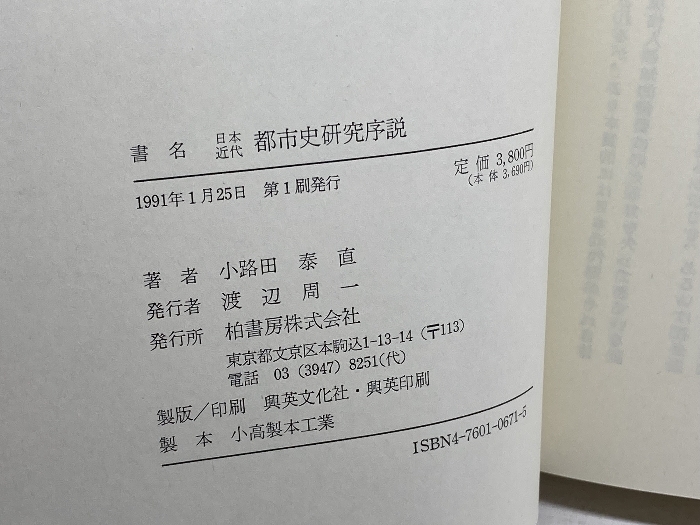 書名 日本近代 都市史研究序説
1991年1月25日 第1刷発行
定価 3,800円
(本体 3,690円)
著者 小路田 泰直
発行者 渡辺周一
発行所 柏書房株式会社
東京都文京区本駒込1-13-14 (〒113)
電話 03 (3947) 8251(代)
製版/印刷 興英文化社・興英印刷
製本 小高製本工業
ISBN4-7601-0671-5